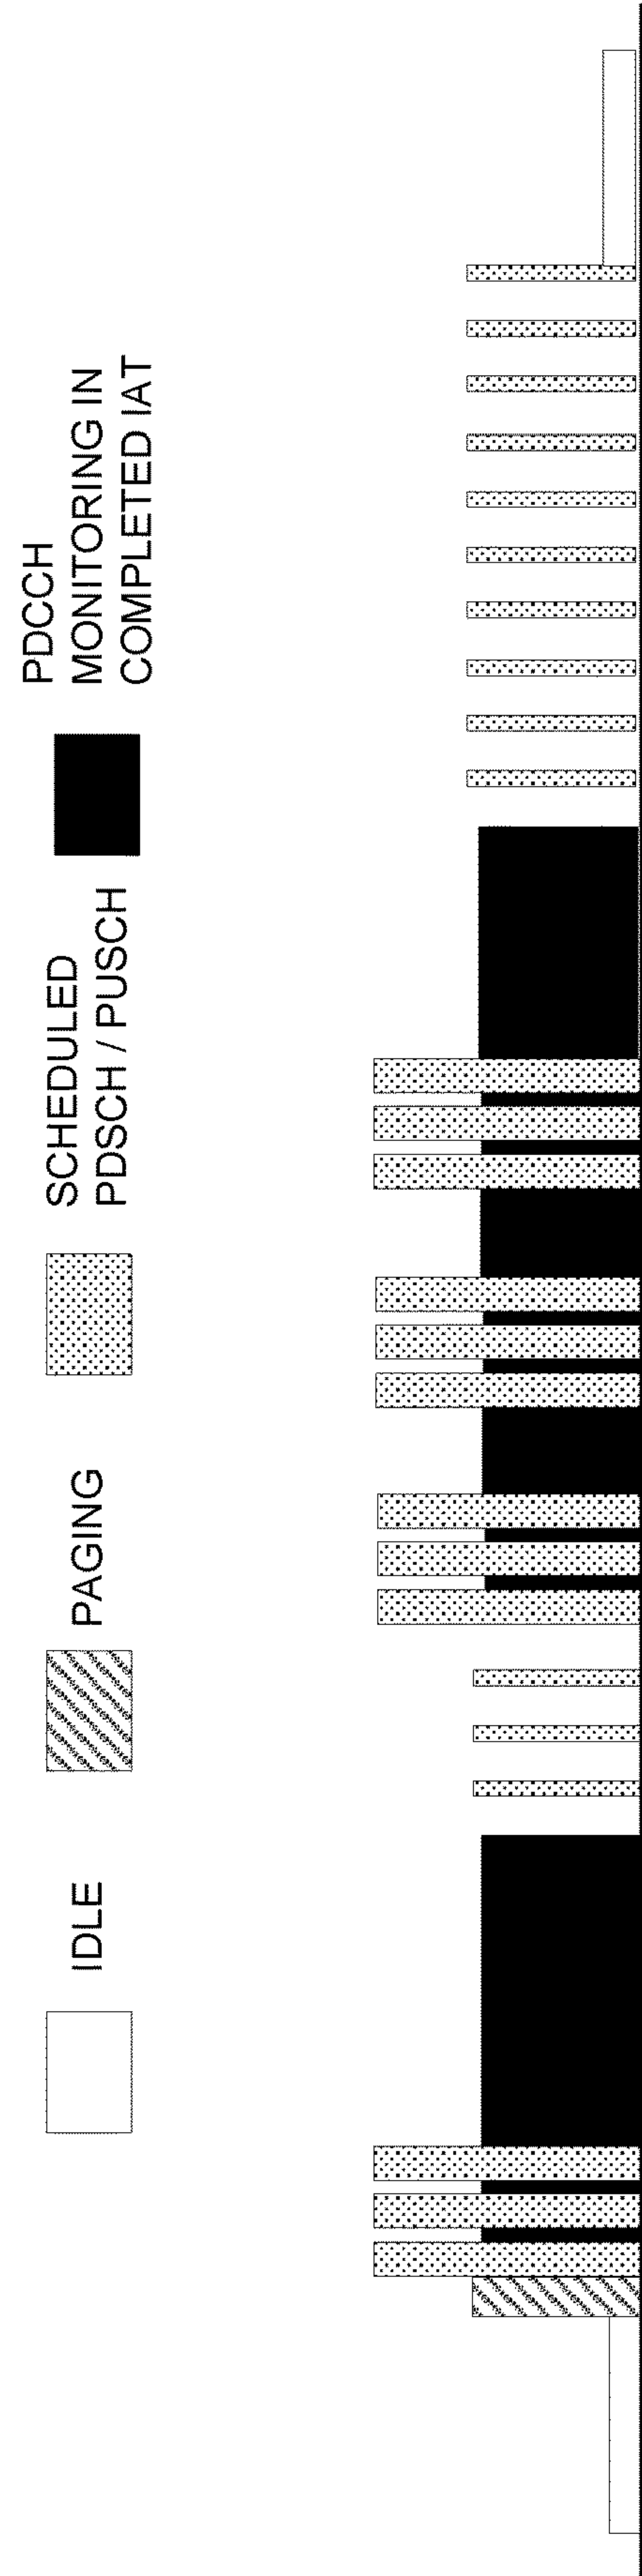 IDLE
PAGING
SCHEDULED
PDSCH / PUSCH
PDCCH
MONITORING IN
COMPLETED IAT